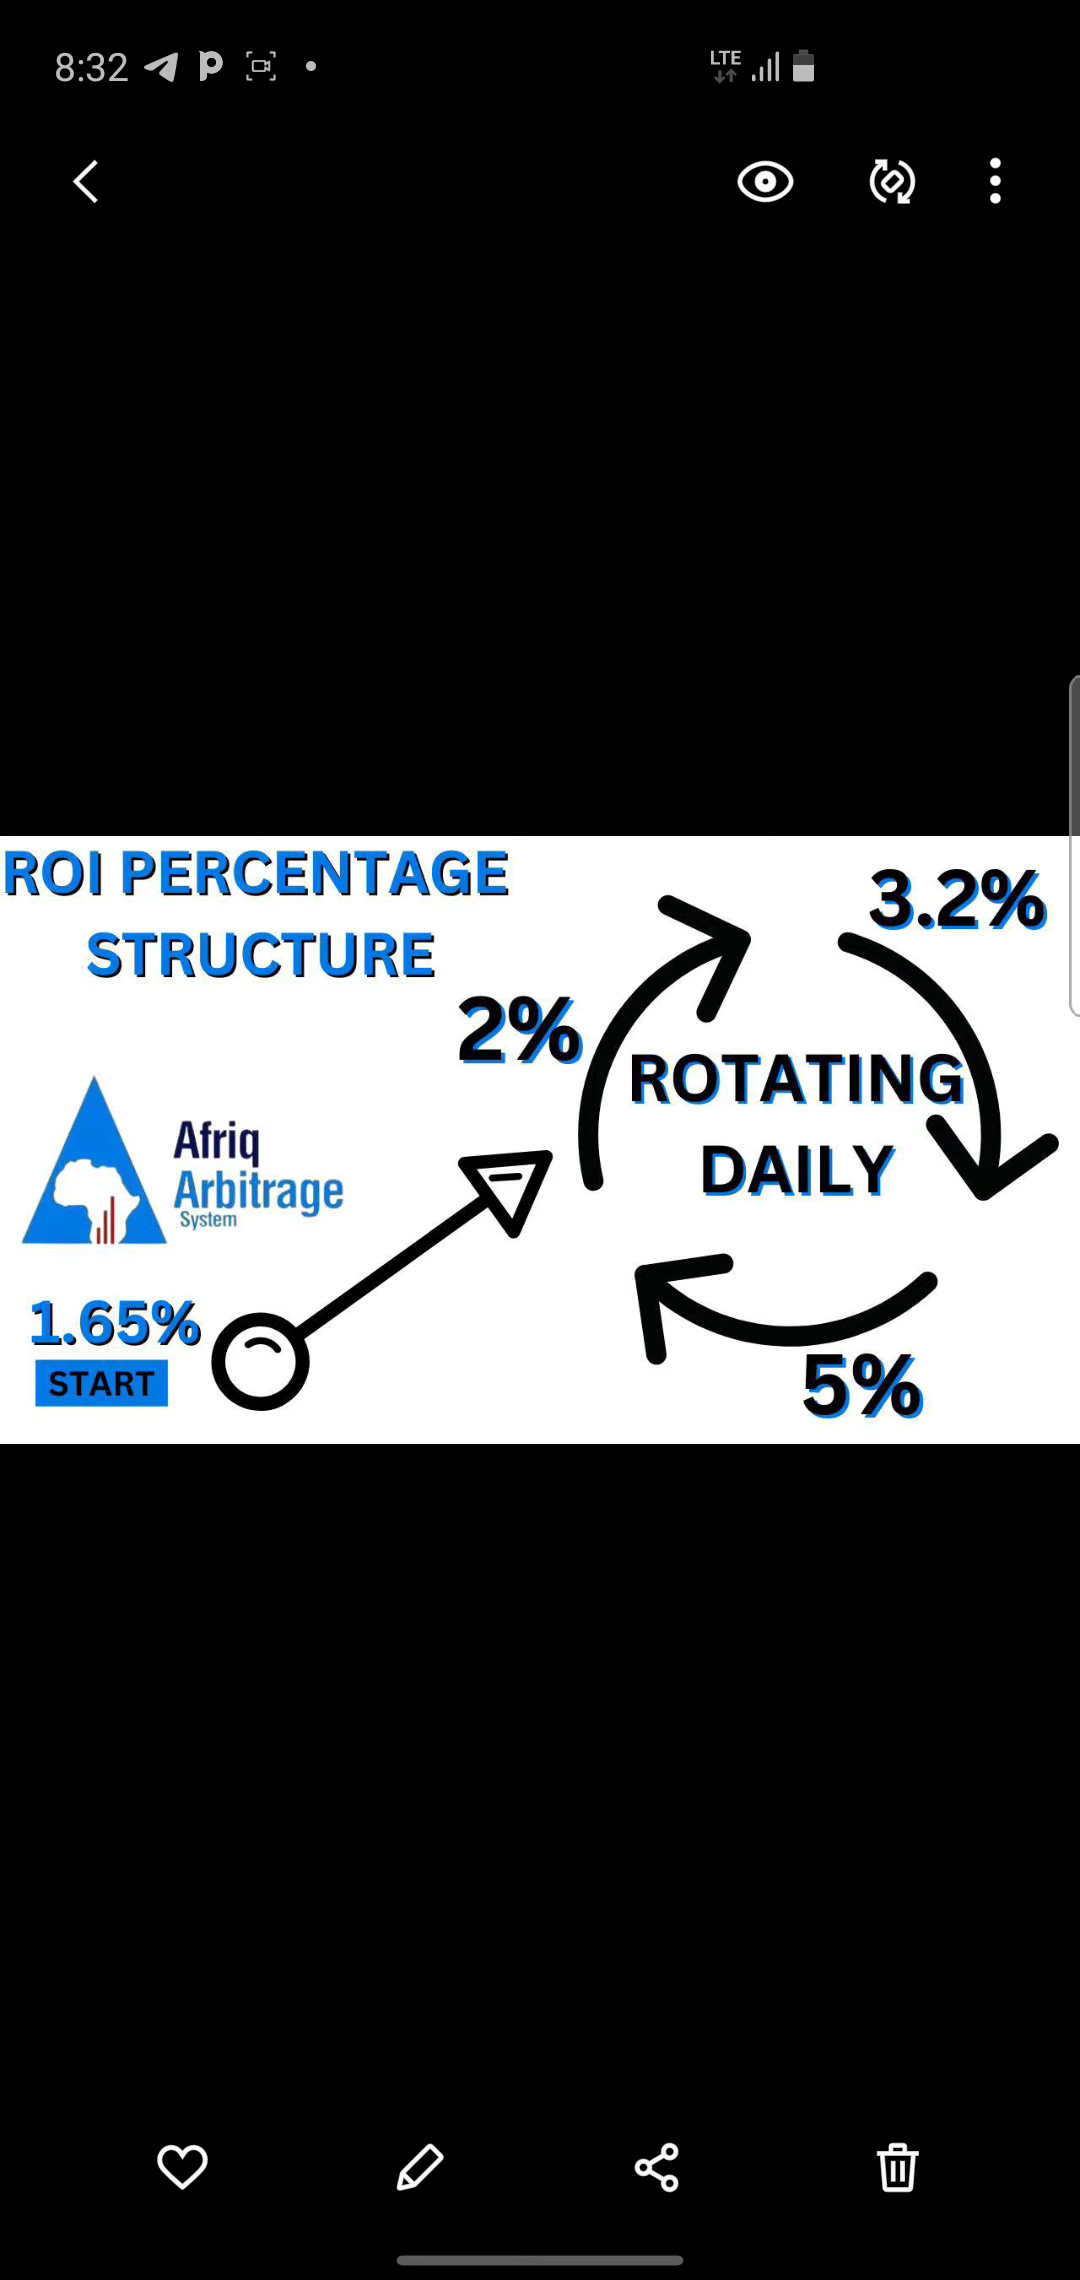 8:32
LTE
ROI PERCENTAGE
STRUCTURE
3.2%
2%
ROTATING
DAILY
Afriq
Arbitrage
System
1.65%
START
5%